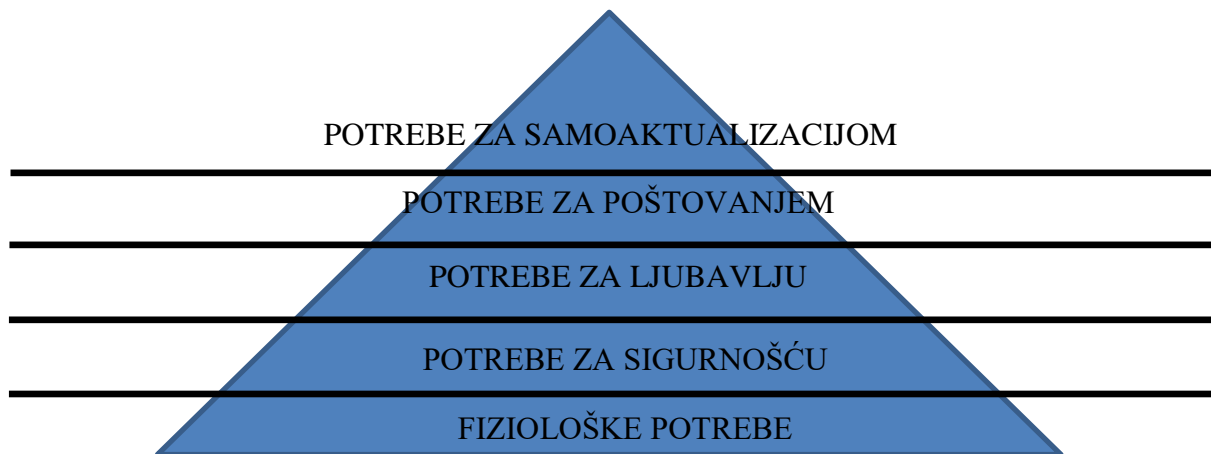 POTREBE ZA SAMOAKTUALIZACIJOM
POTREBE ZA POŠTOVANJEM
POTREBE ZA LJUBAVLJU
POTREBE ZA SIGURNOŠĆU
FIZIOLOŠKE POTREBE